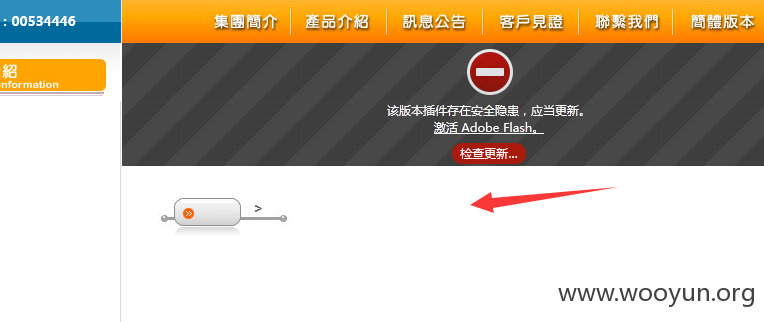 : 00534446
集團簡介 產品介紹 訊息公告 客戶見證 聯繫我們 簡體版本
紹
nformation
该版本插件存在安全隐患，应当更新。
激活 Adobe Flash。
检查更新...
>
www.wooyun.org